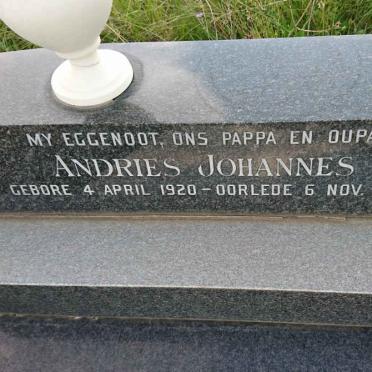 MY EGGENOOT, ONS PAPPA EN OUPA
ANDRIES JOHANNES
GEBORE 4 APRIL 1920 - OORLEDE 6 NOV.